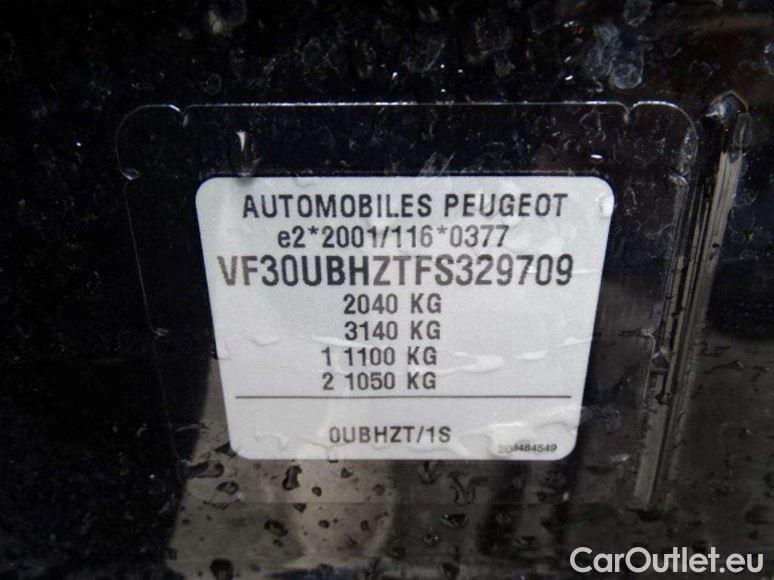 AUTOMOBILES PEUGEOT
e2*2001/116*0377
VF30UBHZTFS329709
2040 KG
3140 KG
1 1100 KG
2 1050 KG
0UBHZT/1S
CarOutlet.eu